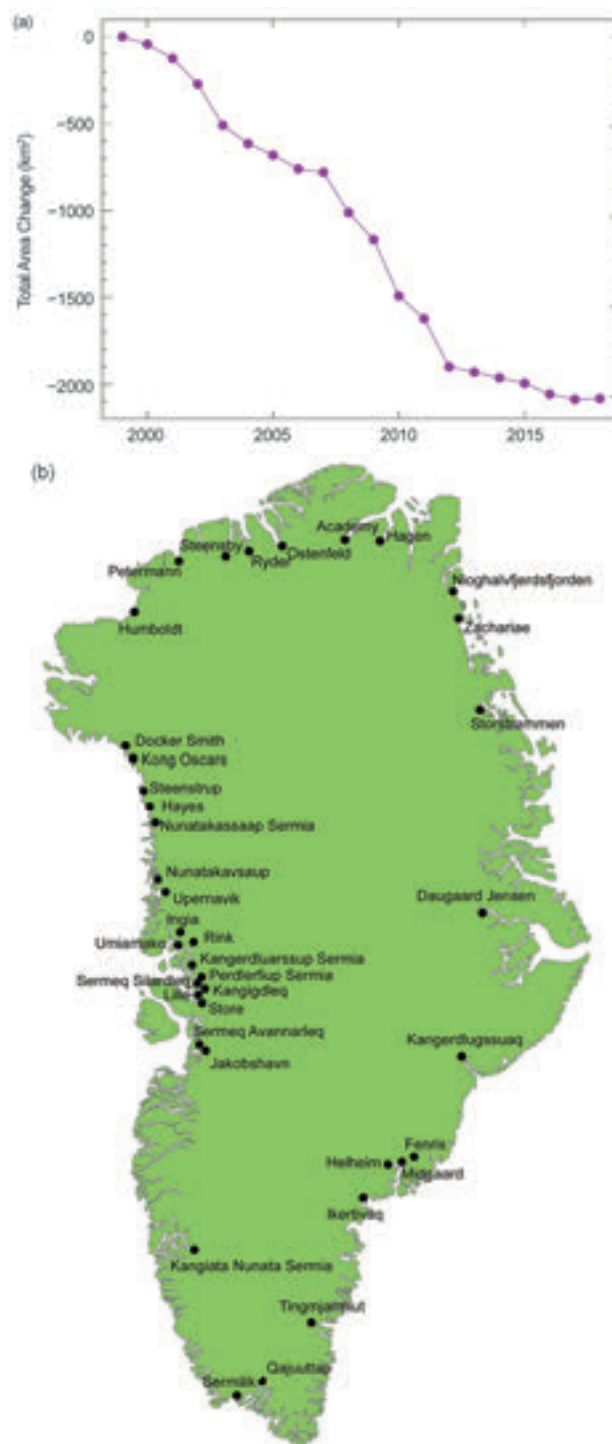 (a)
0
−500
−1000
−1500
−2000
Total Area Change (km²)
2000 2005 2010 2015
(b)
Academy
Hagen
Steensby
Ostenfeld
Ryder
Petermann
Nioghalvfjerdsfjorden
Humboldt
Zachariae
Storstrømmen
Docker Smith
Kong Oscars
Steenstrup
Hayes
Nunatakassaap Sermia
Nunatakavsaup
Daugaard Jensen
Upernavik
Ingia
Umiamako
Rink
Kangerdluarssup Sermia
Perdlerfiup Sermia
Sermeq Silardleq
Kangigdleq
Lille
Store
Sermeq Avannarleq
Kangerdlugssuaq
Jakobshavn
Fenris
Helheim
Midgaard
Ikertivaq
Kangiata Nunata Sermia
Tingmjarmiut
Qajuuttap
Sermilik